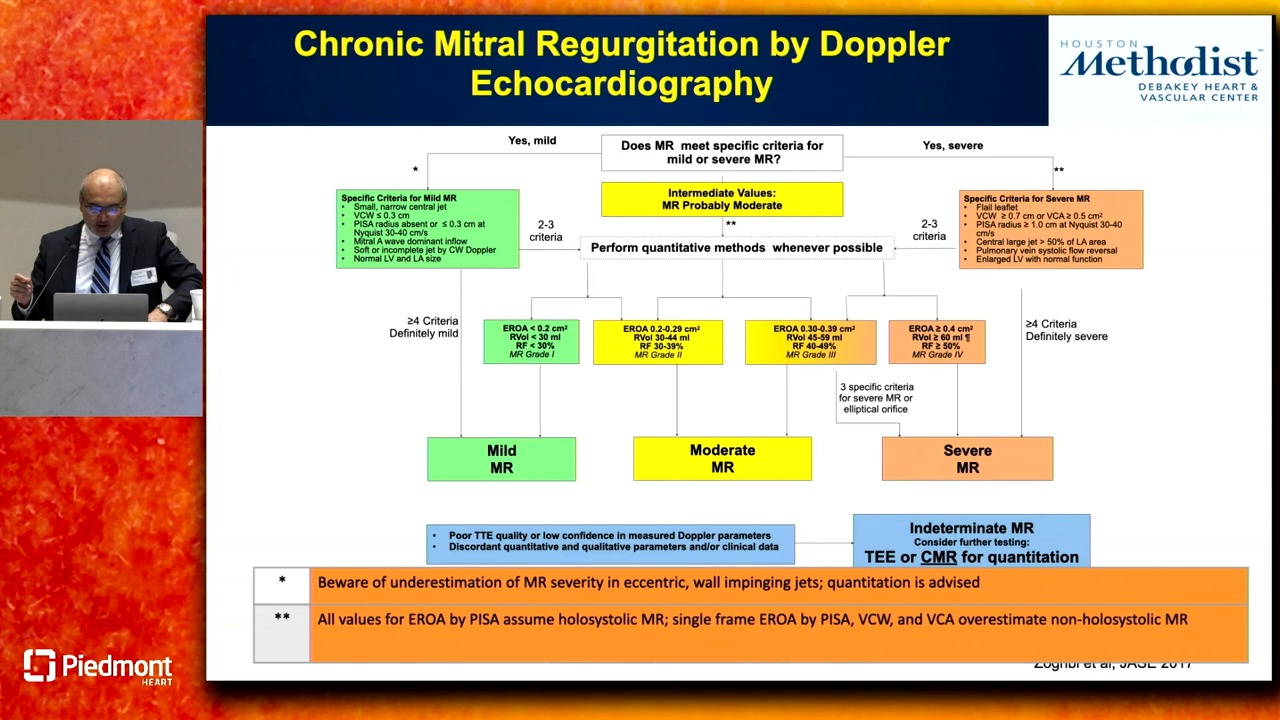 Chronic Mitral Regurgitation by Doppler
Echocardiography
HOUSTON
Methodist
DEBAKEY HEART &
VASCULAR CENTER
Yes, mild
Does MR meet specific criteria for
mild or severe MR?
Yes, severe
*
**
Specific Criteria for Mild MR
• Small, narrow central jet
• VCW ≤ 0.3 cm
• PISA radius absent or ≤ 0.3 cm at
Nyquist 30-40 cm/s
• Mitral A wave dominant inflow
• Soft or incomplete jet by CW Doppler
• Normal LV and LA size
Intermediate Values:
MR Probably Moderate
**
Specific Criteria for Severe MR
• Flail leaflet
• VCW ≥ 0.7 cm or VCA ≥ 0.5 cm²
• PISA radius ≥ 1.0 cm at Nyquist 30-40
cm/s
• Central large jet > 50% of LA area
• Pulmonary vein systolic flow reversal
• Enlarged LV with normal function
2-3
criteria
Perform quantitative methods whenever possible
2-3
criteria
≥4 Criteria
Definitely mild
EROA < 0.2 cm²
RVol < 30 ml
RF < 30%
MR Grade I
EROA 0.2-0.29 cm²
RVol 30-44 ml
RF 30-39%
MR Grade II
EROA 0.30-0.39 cm²
RVol 45-59 ml
RF 40-49%
MR Grade III
EROA ≥ 0.4 cm²
RVol ≥ 60 ml ¶
RF ≥ 50%
MR Grade IV
≥4 Criteria
Definitely severe
3 specific criteria
for severe MR or
elliptical orifice
Mild
MR
Moderate
MR
Severe
MR
• Poor TTE quality or low confidence in measured Doppler parameters
• Discordant quantitative and qualitative parameters and/or clinical data
Indeterminate MR
Consider further testing:
TEE or CMR for quantitation
* Beware of underestimation of MR severity in eccentric, wall impinging jets; quantitation is advised
** All values for EROA by PISA assume holosystolic MR; single frame EROA by PISA, VCW, and VCA overestimate non-holosystolic MR
Zoghbi et al, JASE 2017
Piedmont
HEART